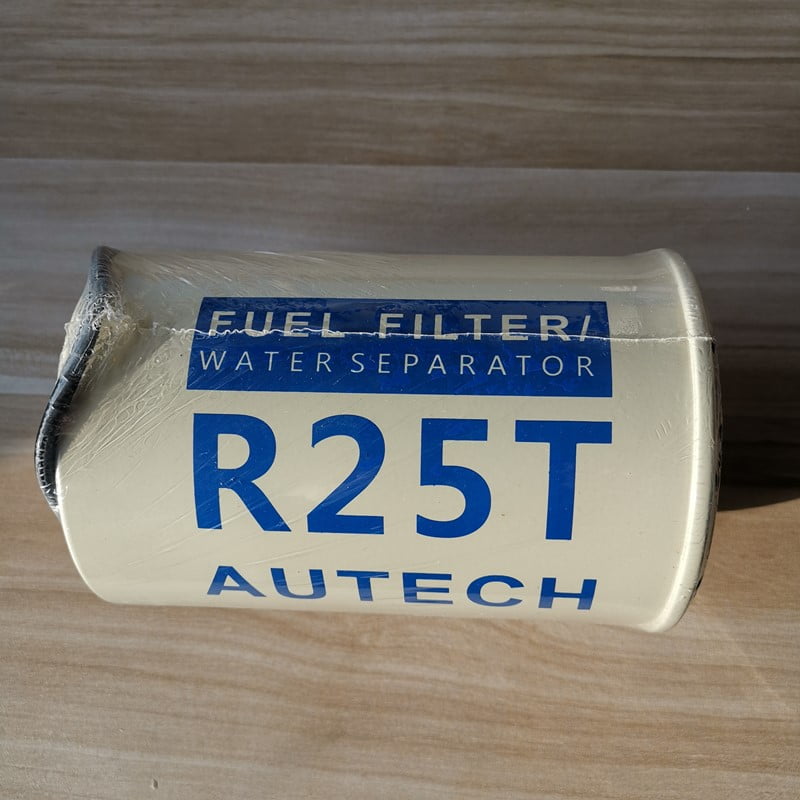 FUEL FILTER/
WATER SEPARATOR
R25T
AUTECH